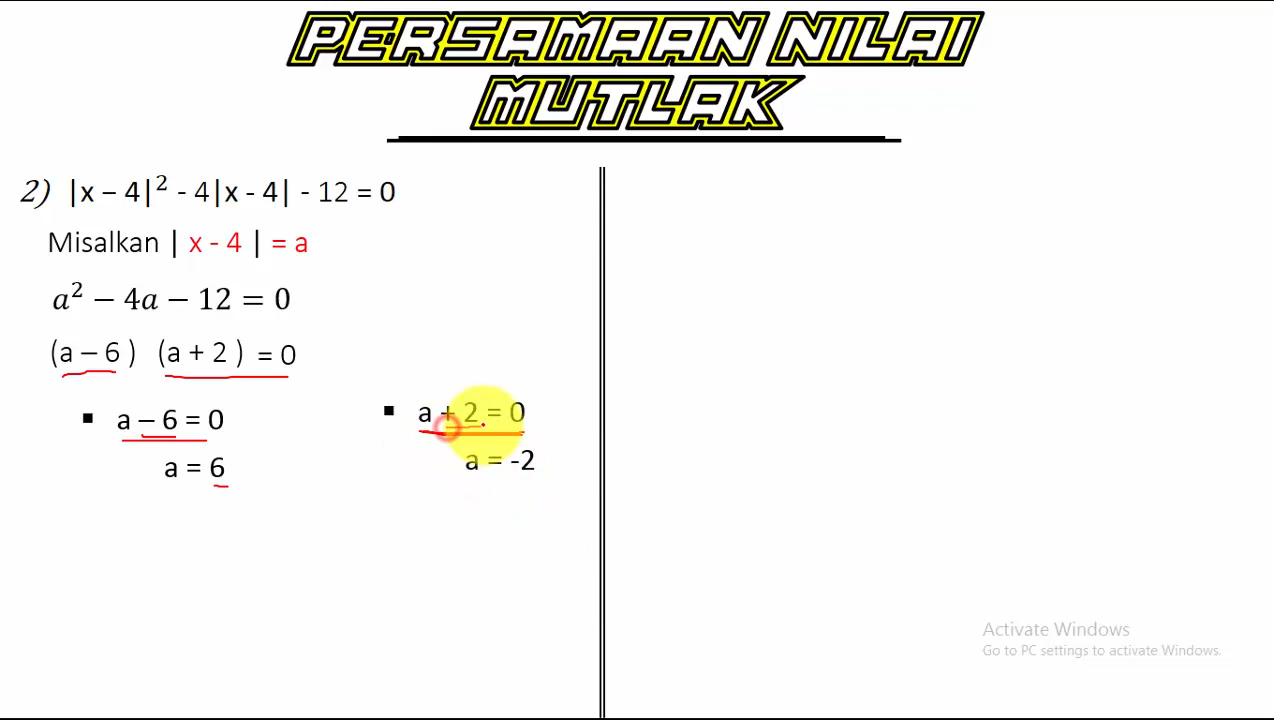 PERSAMAAN NILAI
MUTLAK
2) |x – 4|² - 4|x - 4| - 12 = 0
Misalkan | x - 4 | = a
a² − 4a − 12 = 0
(a – 6 ) (a + 2 ) = 0
▪ a – 6 = 0
a = 6
▪ a + 2 = 0
a = -2
Activate Windows
Go to PC settings to activate Windows.